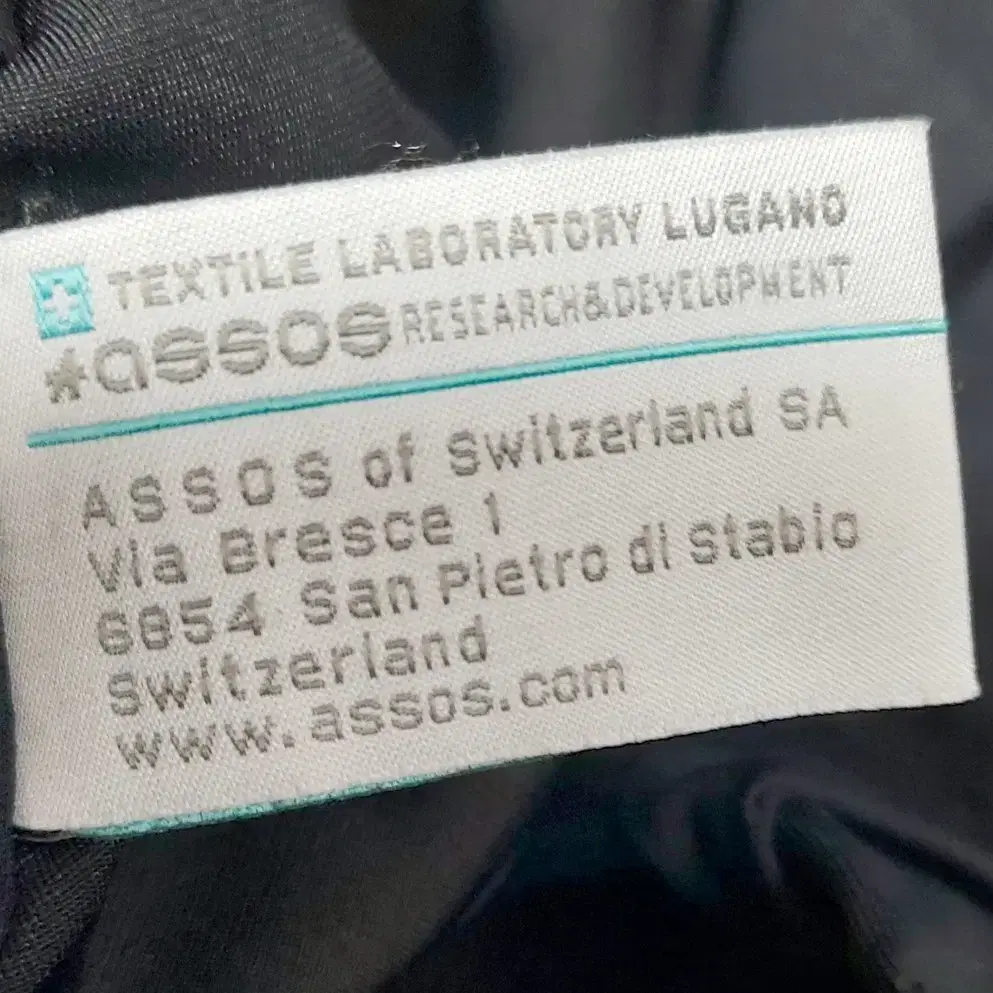 TEXTiLE LABORATORY LUGANO
assos RESEARCH&DEVELOPMENT
ASSOS of Switzerland SA
Via Bresce 1
6854 San Pietro di Stabio
Switzerland
www.assos.com